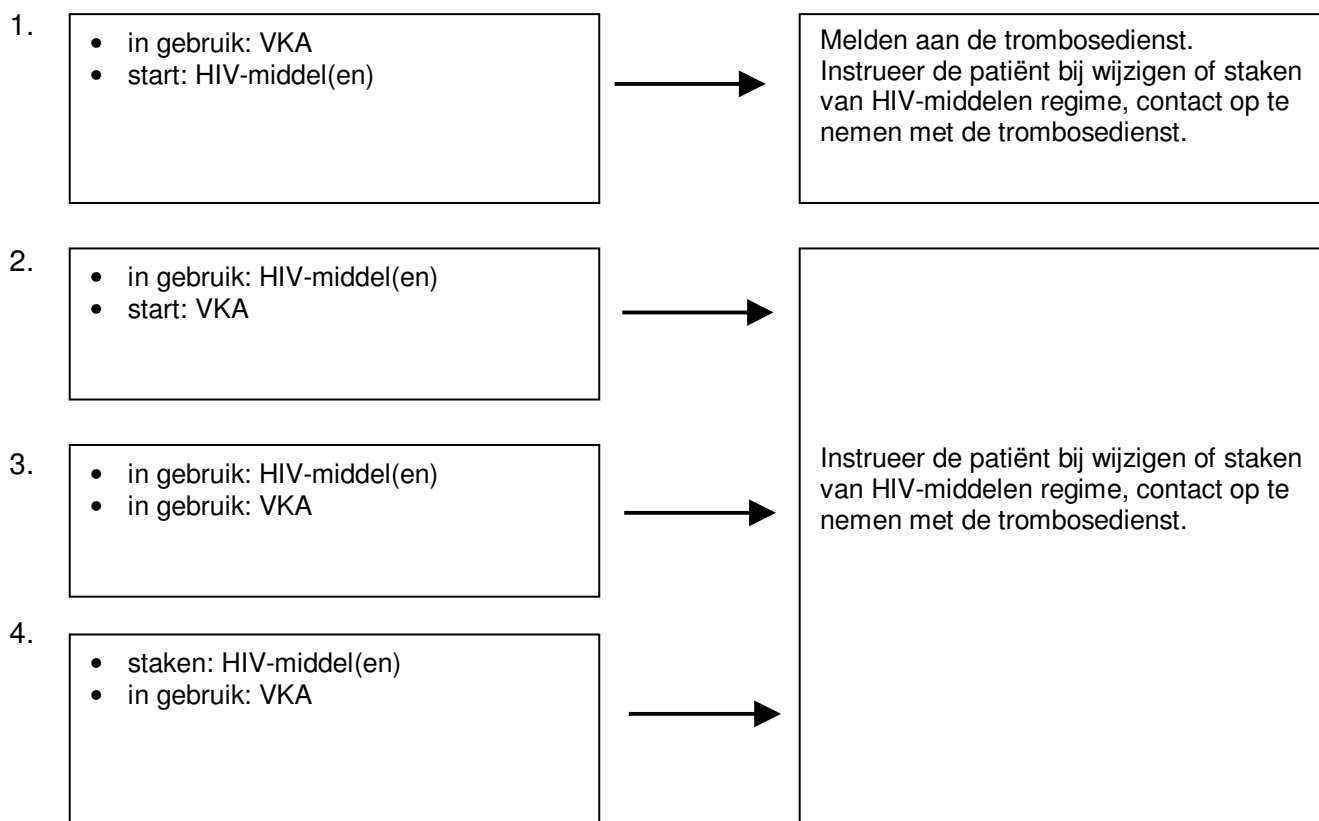 1.
• in gebruik: VKA
• start: HIV-middel(en)
Melden aan de trombosedienst.
Instrueer de patiënt bij wijzigen of staken
van HIV-middelen regime, contact op te
nemen met de trombosedienst.
2.
• in gebruik: HIV-middel(en)
• start: VKA
3.
• in gebruik: HIV-middel(en)
• in gebruik: VKA
4.
• staken: HIV-middel(en)
• in gebruik: VKA
Instrueer de patiënt bij wijzigen of staken
van HIV-middelen regime, contact op te
nemen met de trombosedienst.